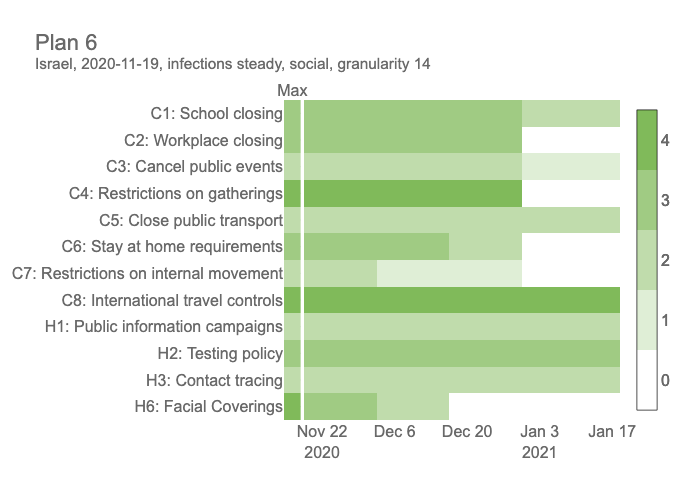 Plan 6
Israel, 2020-11-19, infections steady, social, granularity 14
Max
C1: School closing
C2: Workplace closing
C3: Cancel public events
C4: Restrictions on gatherings
C5: Close public transport
C6: Stay at home requirements
C7: Restrictions on internal movement
C8: International travel controls
H1: Public information campaigns
H2: Testing policy
H3: Contact tracing
H6: Facial Coverings
4
3
2
1
0
Nov 22 Dec 6 Dec 20 Jan 3 Jan 17
2020 2021